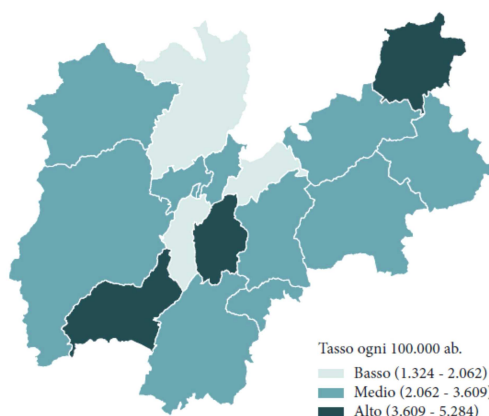 Tasso ogni 100.000 ab.
Basso (1.324 - 2.062)
Medio (2.062 - 3.609)
Alto (3.609 - 5.284)